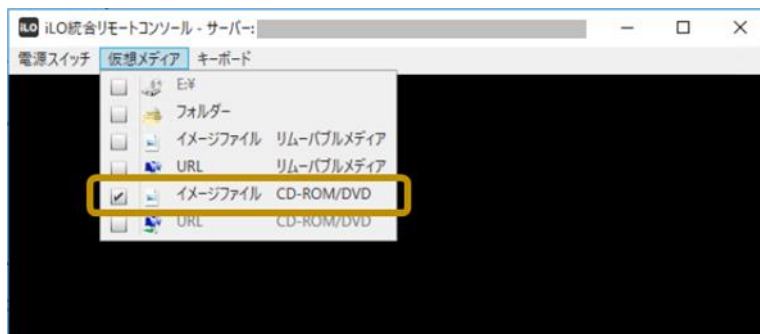 iLO iLO統合リモートコンソール - サーバー:
電源スイッチ 仮想メディア キーボード
E:¥
フォルダー
イメージファイル リムーバブルメディア
URL リムーバブルメディア
イメージファイル CD-ROM/DVD
URL CD-ROM/DVD